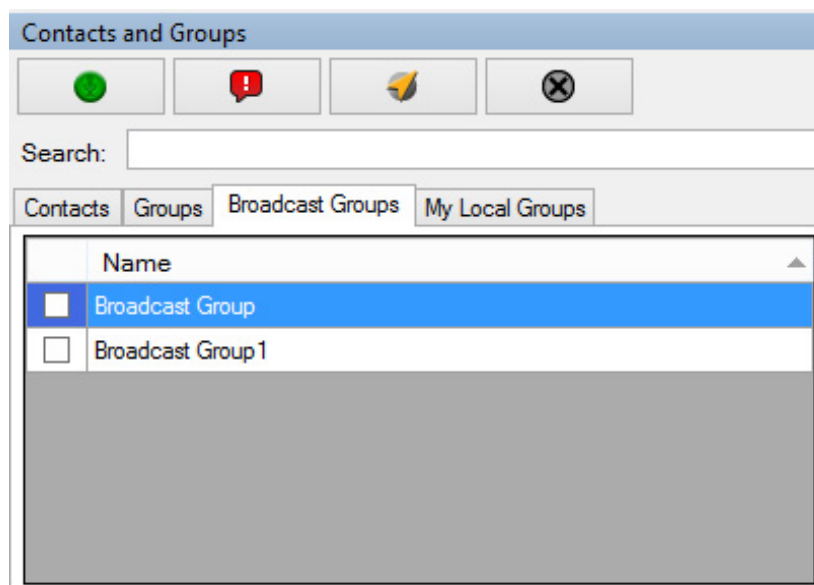 Contacts and Groups
Search:
Contacts Groups Broadcast Groups My Local Groups
Name
Broadcast Group
Broadcast Group1